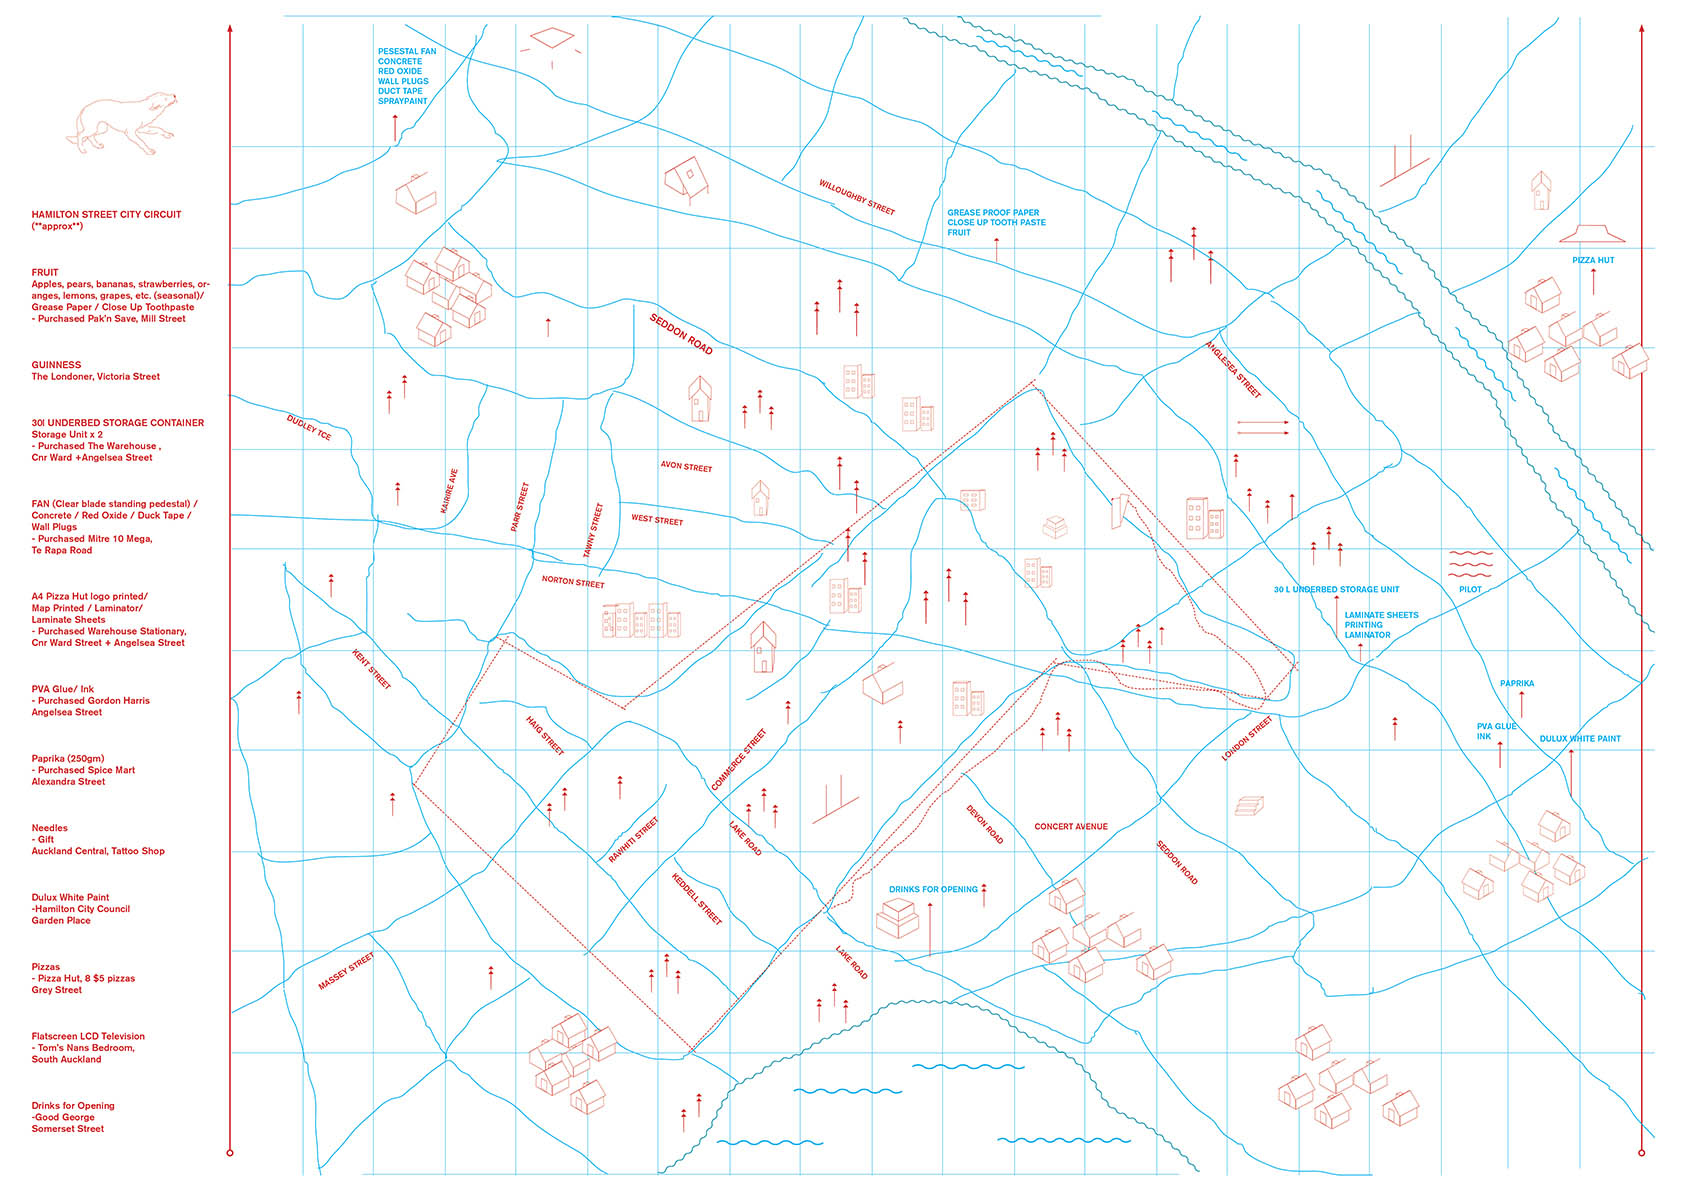 HAMILTON STREET CITY CIRCUIT
(**approx**)
FRUIT
Apples, pears, bananas, strawberries, or-
anges, lemons, grapes, etc. (seasonal)/
Grease Paper / Close Up Toothpaste
- Purchased Pak'n Save, Mill Street
GUINNESS
The Londoner, Victoria Street
30l UNDERBED STORAGE CONTAINER
Storage Unit x 2
- Purchased The Warehouse ,
Cnr Ward +Angelsea Street
FAN (Clear blade standing pedestal) /
Concrete / Red Oxide / Duck Tape /
Wall Plugs
- Purchased Mitre 10 Mega,
Te Rapa Road
A4 Pizza Hut logo printed/
Map Printed / Laminator/
Laminate Sheets
- Purchased Warehouse Stationary,
Cnr Ward Street + Angelsea Street
PVA Glue/ Ink
- Purchased Gordon Harris
Angelsea Street
Paprika (250gm)
- Purchased Spice Mart
Alexandra Street
Needles
- Gift
Auckland Central, Tattoo Shop
Dulux White Paint
-Hamilton City Council
Garden Place
Pizzas
- Pizza Hut, 8 $5 pizzas
Grey Street
Flatscreen LCD Television
- Tom's Nans Bedroom,
South Auckland
Drinks for Opening
-Good George
Somerset Street
PESESTAL FAN
CONCRETE
RED OXIDE
WALL PLUGS
DUCT TAPE
SPRAYPAINT
WILLOUGHBY STREET
GREASE PROOF PAPER
CLOSE UP TOOTH PASTE
FRUIT
PIZZA HUT
SEDDON ROAD
ANGLESEA STREET
DUDLEY TCE
KAIRIRE AVE
PARR STREET
TAWNY STREET
AVON STREET
WEST STREET
NORTON STREET
30 L UNDERBED STORAGE UNIT
PILOT
LAMINATE SHEETS
PRINTING
LAMINATOR
KENT STREET
PAPRIKA
PVA GLUE
INK
DULUX WHITE PAINT
HAIG STREET
COMMERCE STREET
LONDON STREET
RAWHITI STREET
LAKE ROAD
DEVON ROAD
CONCERT AVENUE
SEDDON ROAD
KEDDELL STREET
DRINKS FOR OPENING
MASSEY STREET
LAKE ROAD